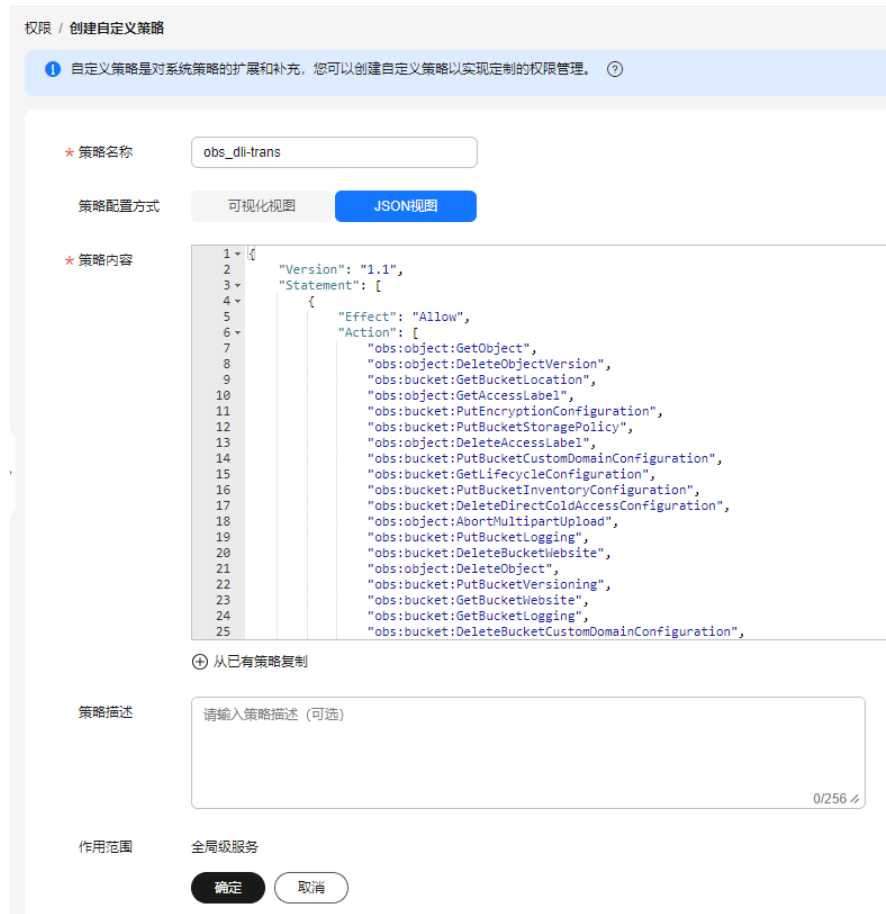 权限 / 创建自定义策略
自定义策略是对系统策略的扩展和补充，您可以创建自定义策略以实现定制的权限管理。
* 策略名称 obs_dli-trans
策略配置方式 可视化视图 JSON视图
* 策略内容
1 {
2 "Version": "1.1",
3 "Statement": [
4 {
5 "Effect": "Allow",
6 "Action": [
7 "obs:object:GetObject",
8 "obs:object:DeleteObjectVersion",
9 "obs:bucket:GetBucketLocation",
10 "obs:object:GetAccessLabel",
11 "obs:bucket:PutEncryptionConfiguration",
12 "obs:bucket:PutBucketStoragePolicy",
13 "obs:object:DeleteAccessLabel",
14 "obs:bucket:PutBucketCustomDomainConfiguration",
15 "obs:bucket:GetLifecycleConfiguration",
16 "obs:bucket:PutBucketInventoryConfiguration",
17 "obs:bucket:DeleteDirectColdAccessConfiguration",
18 "obs:object:AbortMultipartUpload",
19 "obs:bucket:PutBucketLogging",
20 "obs:bucket:DeleteBucketWebsite",
21 "obs:object:DeleteObject",
22 "obs:bucket:PutBucketVersioning",
23 "obs:bucket:GetBucketWebsite",
24 "obs:bucket:GetBucketLogging",
25 "obs:bucket:DeleteBucketCustomDomainConfiguration",
从已有策略复制
策略描述 请输入策略描述（可选）
0/256
作用范围 全局级服务
确定 取消